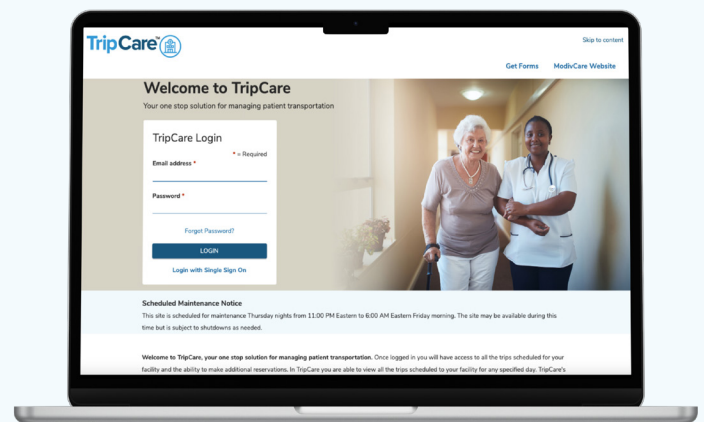 TripCare™
Skip to content
Get Forms ModivCare Website
Welcome to TripCare
Your one stop solution for managing patient transportation
TripCare Login
* = Required
Email address *
Password *
Forgot Password?
LOGIN
Login with Single Sign On
Scheduled Maintenance Notice
This site is scheduled for maintenance Thursday nights from 11:00 PM Eastern to 6:00 AM Eastern Friday morning. The site may be available during this
time but is subject to shutdowns as needed.
Welcome to TripCare, your one stop solution for managing patient transportation. Once logged in you will have access to all the trips scheduled for your
facility and the ability to make additional reservations. In TripCare you are able to view all the trips scheduled to your facility for any specified day. TripCare's